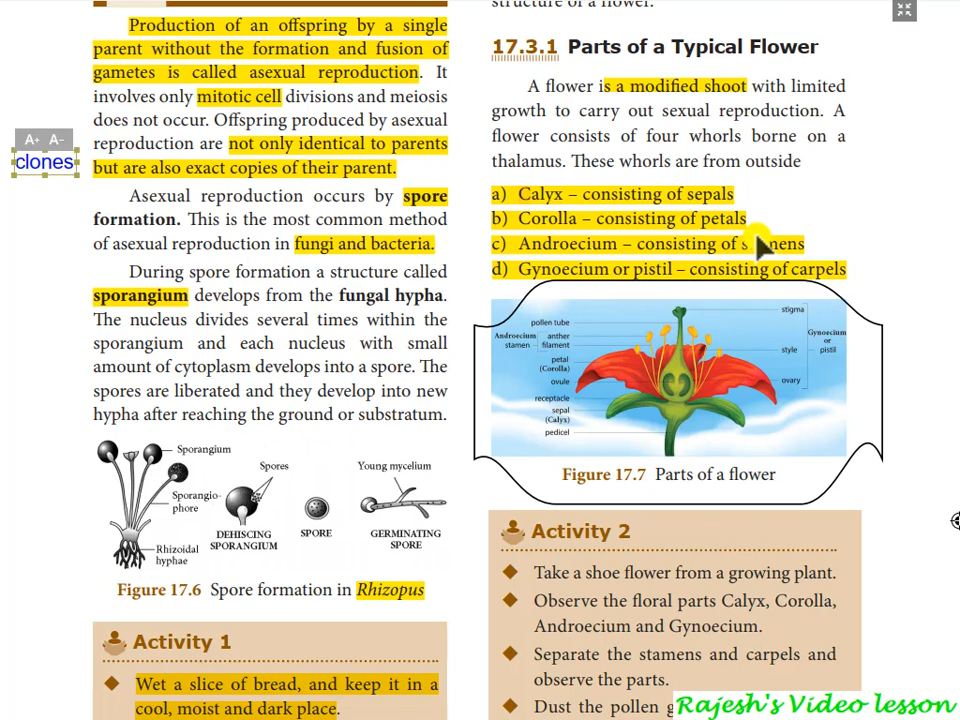 Production of an offspring by a single
parent without the formation and fusion of
gametes is called asexual reproduction. It
involves only mitotic cell divisions and meiosis
does not occur. Offspring produced by asexual
reproduction are not only identical to parents
but are also exact copies of their parent.
A+ A-
clones
Asexual reproduction occurs by spore
formation. This is the most common method
of asexual reproduction in fungi and bacteria.
During spore formation a structure called
sporangium develops from the fungal hypha.
The nucleus divides several times within the
sporangium and each nucleus with small
amount of cytoplasm develops into a spore. The
spores are liberated and they develop into new
hypha after reaching the ground or substratum.
Sporangium
Sporangio-
phore
Rhizoidal
hyphae
Spores
DEHISCING
SPORANGIUM
SPORE
Young mycelium
GERMINATING
SPORE
Figure 17.6 Spore formation in Rhizopus
Activity 1
Wet a slice of bread, and keep it in a
cool, moist and dark place.
structure of a flower.
17.3.1 Parts of a Typical Flower
A flower is a modified shoot with limited
growth to carry out sexual reproduction. A
flower consists of four whorls borne on a
thalamus. These whorls are from outside
a) Calyx – consisting of sepals
b) Corolla – consisting of petals
c) Androecium – consisting of stamens
d) Gynoecium or pistil – consisting of carpels
pollen tube
Androecium
stamen
anther
filament
petal
(Corolla)
ovule
receptacle
sepal
(Calyx)
pedicel
stigma
style
ovary
Gynoecium
or
pistil
Figure 17.7 Parts of a flower
Activity 2
Take a shoe flower from a growing plant.
Observe the floral parts Calyx, Corolla,
Androecium and Gynoecium.
Separate the stamens and carpels and
observe the parts.
Dust the pollen
Rajesh's Video lesson